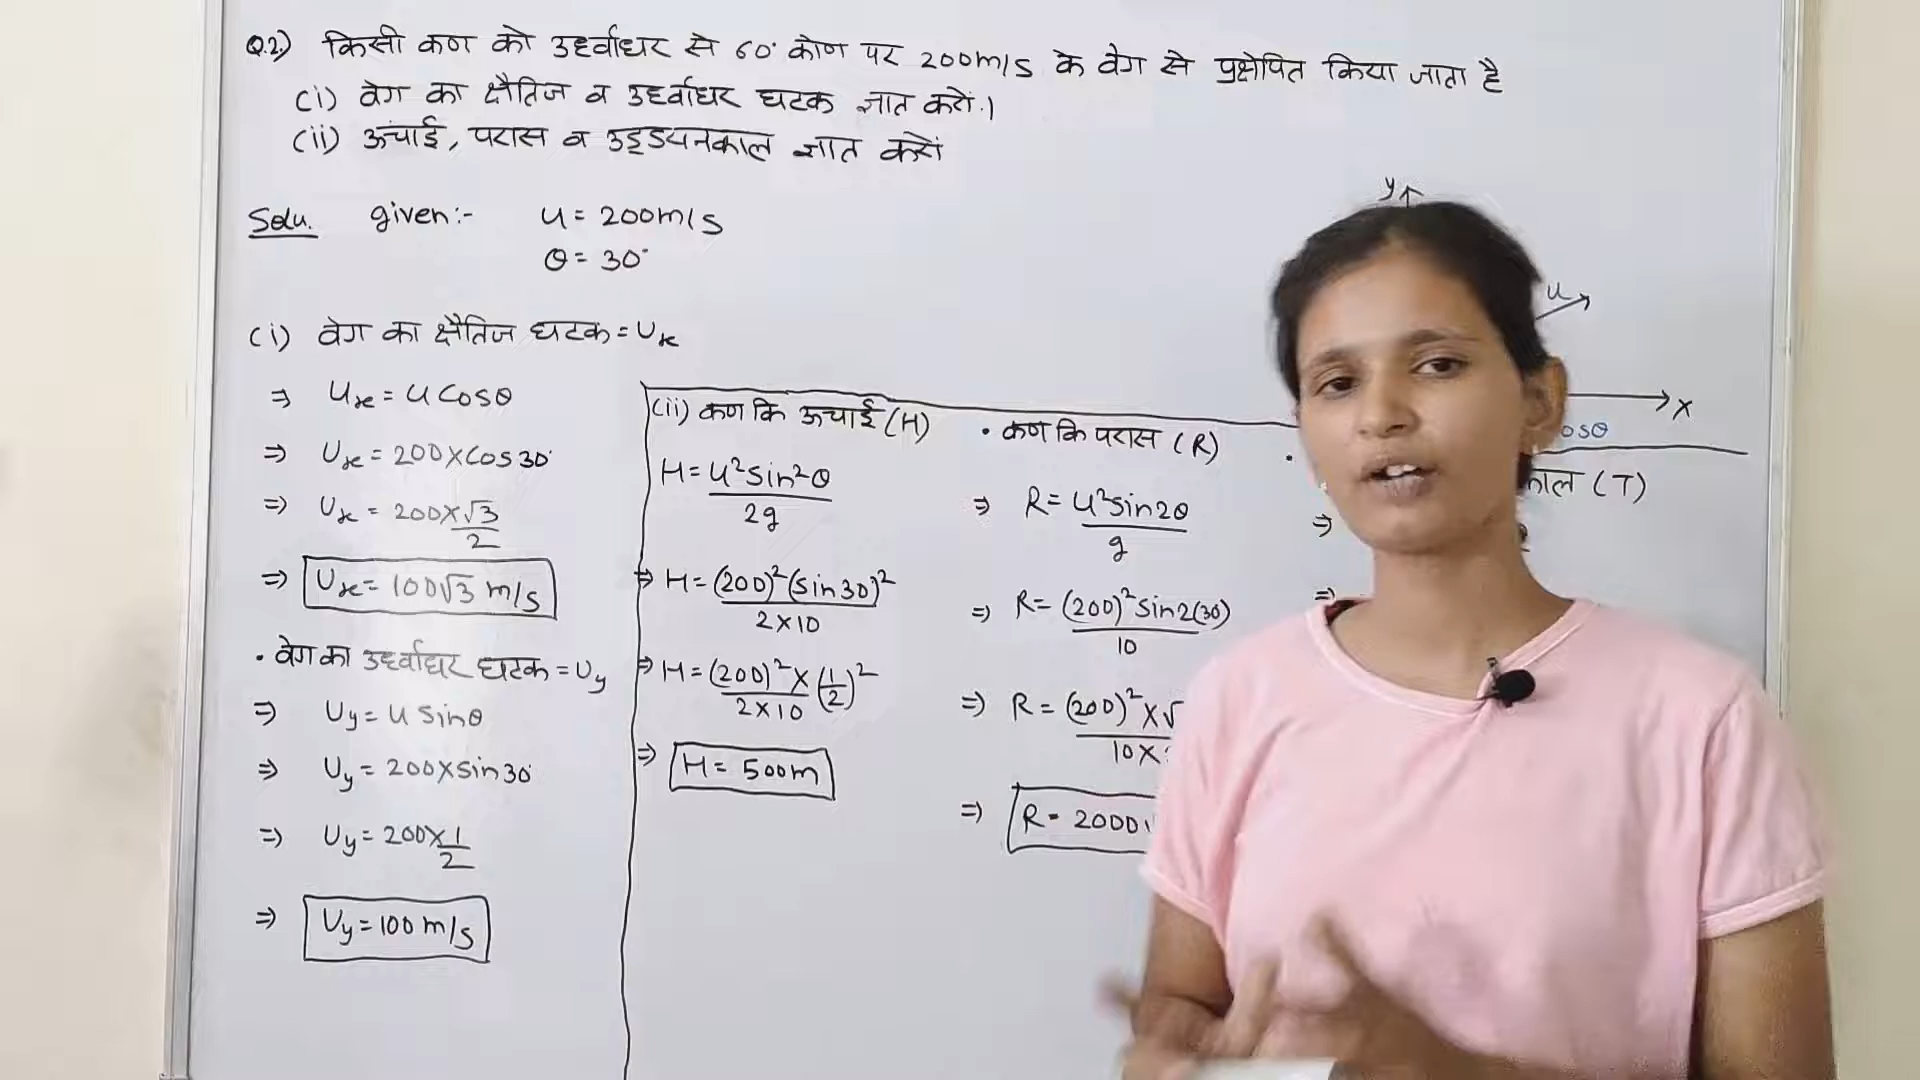 Q.2) किसी कण को उर्ध्वाधर से 60° कोण पर 200m/s के वेग से प्रक्षेपित किया जाता है
(i) वेग का क्षैतिज व उर्ध्वाधर घटक ज्ञात करो।
(ii) ऊंचाई, परास व उड्डयनकाल ज्ञात करों
Solu. given:- u = 200m/s
θ = 30°
(i) वेग का क्षैतिज घटक = Ux
⇒ Ux = u cosθ
⇒ Ux = 200×cos30°
⇒ Ux = 200×√3/2
⇒ Ux = 100√3 m/s
• वेग का उर्ध्वाधर घटक = Uy
⇒ Uy = u sinθ
⇒ Uy = 200×sin30°
⇒ Uy = 200×1/2
⇒ Uy = 100 m/s
(ii) कण कि ऊचाई (H)
H = u²sin²θ/2g
⇒ H = (200)²(sin30)²/2×10
⇒ H = (200)²×(1/2)²/2×10
⇒ H = 500m
• कण कि परास (R)
⇒ R = u²sin2θ/g
⇒ R = (200)²sin2(30)/10
⇒ R = (200)²×√
10×
⇒ R = 2000
y
u
x
osθ
काल (T)
⇒
⇒